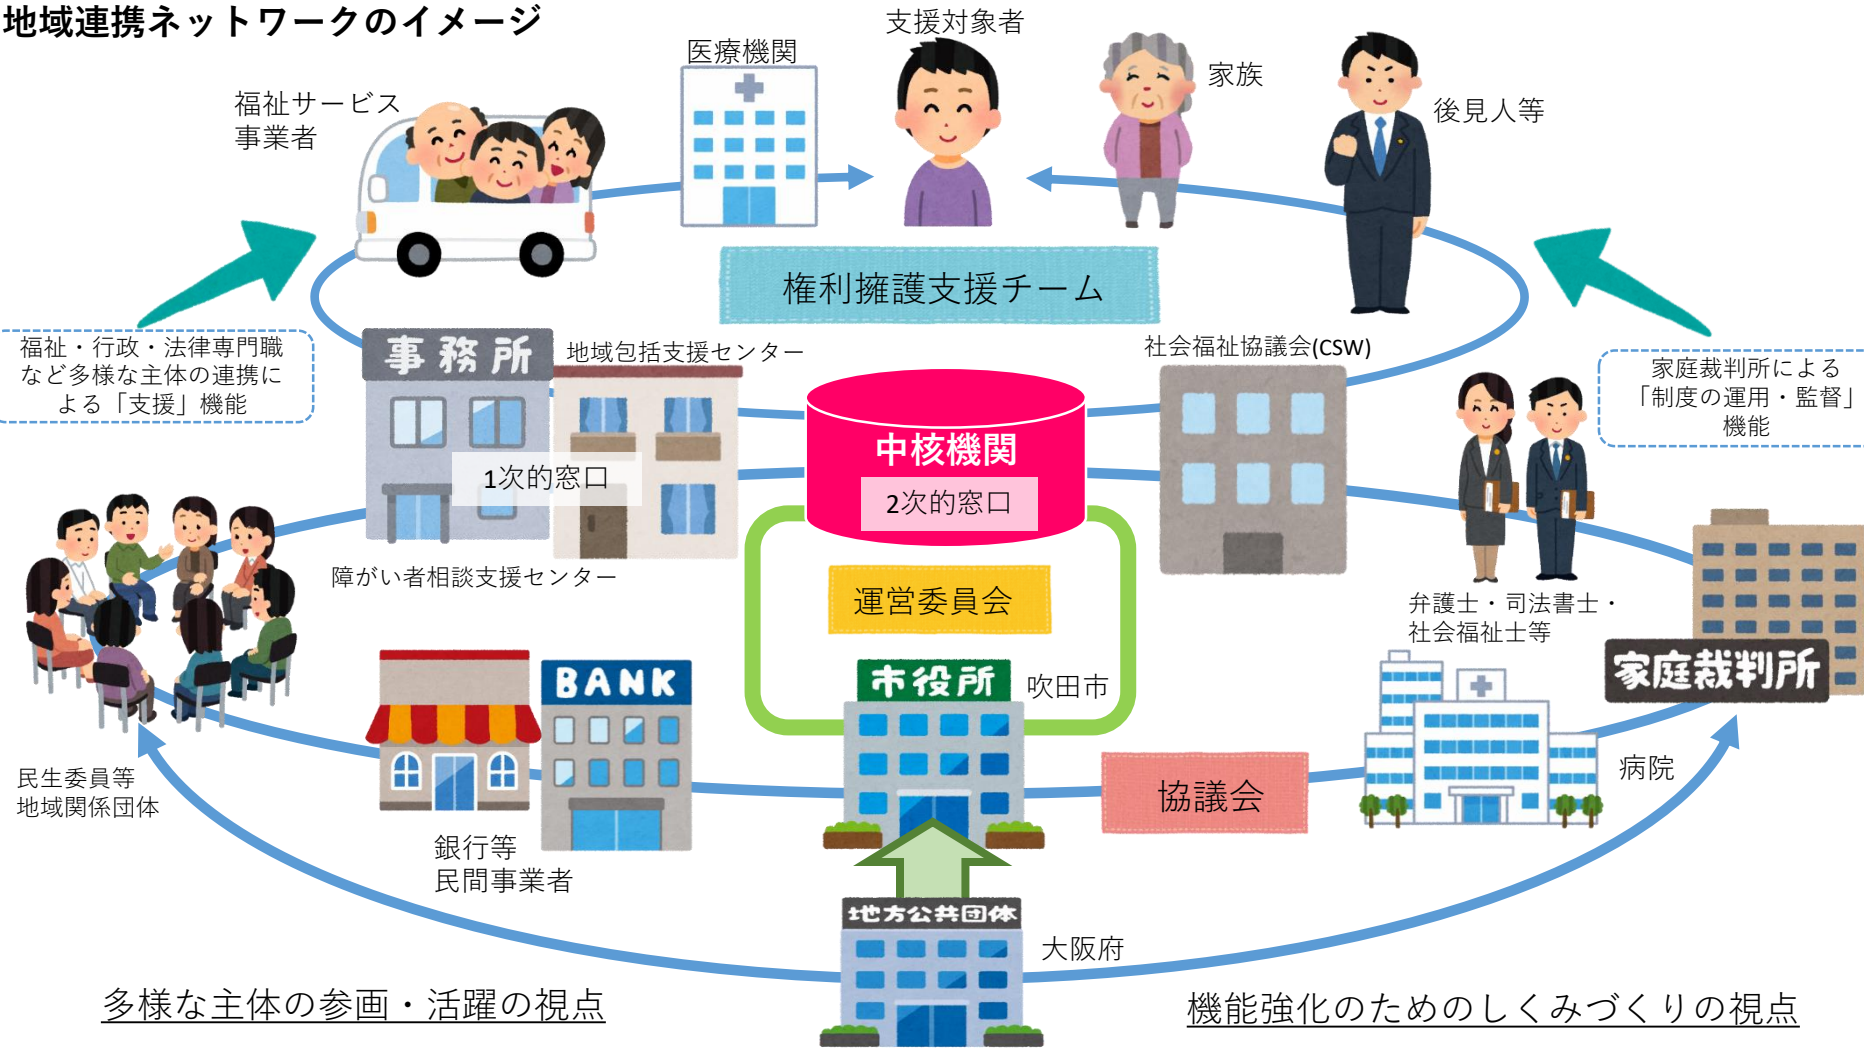 地域連携ネットワークのイメージ
支援対象者
医療機関
家族
福祉サービス
事業者
後見人等
権利擁護支援チーム
福祉・行政・法律専門職
など多様な主体の連携に
よる「支援」機能
事務所
地域包括支援センター
社会福祉協議会(CSW)
家庭裁判所による
「制度の運用・監督」
機能
中核機関
1次的窓口
2次的窓口
障がい者相談支援センター
運営委員会
弁護士・司法書士・
社会福祉士等
家庭裁判所
BANK
市役所
吹田市
民生委員等
地域関係団体
協議会
病院
銀行等
民間事業者
地方公共団体
大阪府
多様な主体の参画・活躍の視点
機能強化のためのしくみづくりの視点